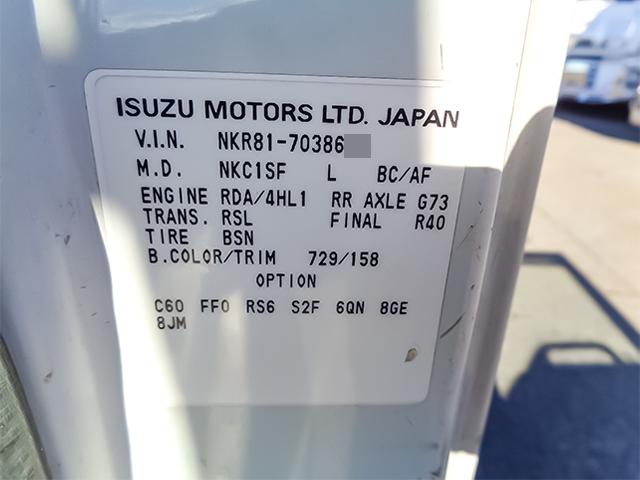 ISUZU MOTORS LTD. JAPAN
V.I.N. NKR81-70386
M.D. NKC1SF L BC/AF
ENGINE RDA/4HL1 RR AXLE G73
TRANS. RSL FINAL R40
TIRE BSN
B.COLOR/TRIM 729/158
OPTION
C60 FF0 RS6 S2F 6QN 8GE
8JM